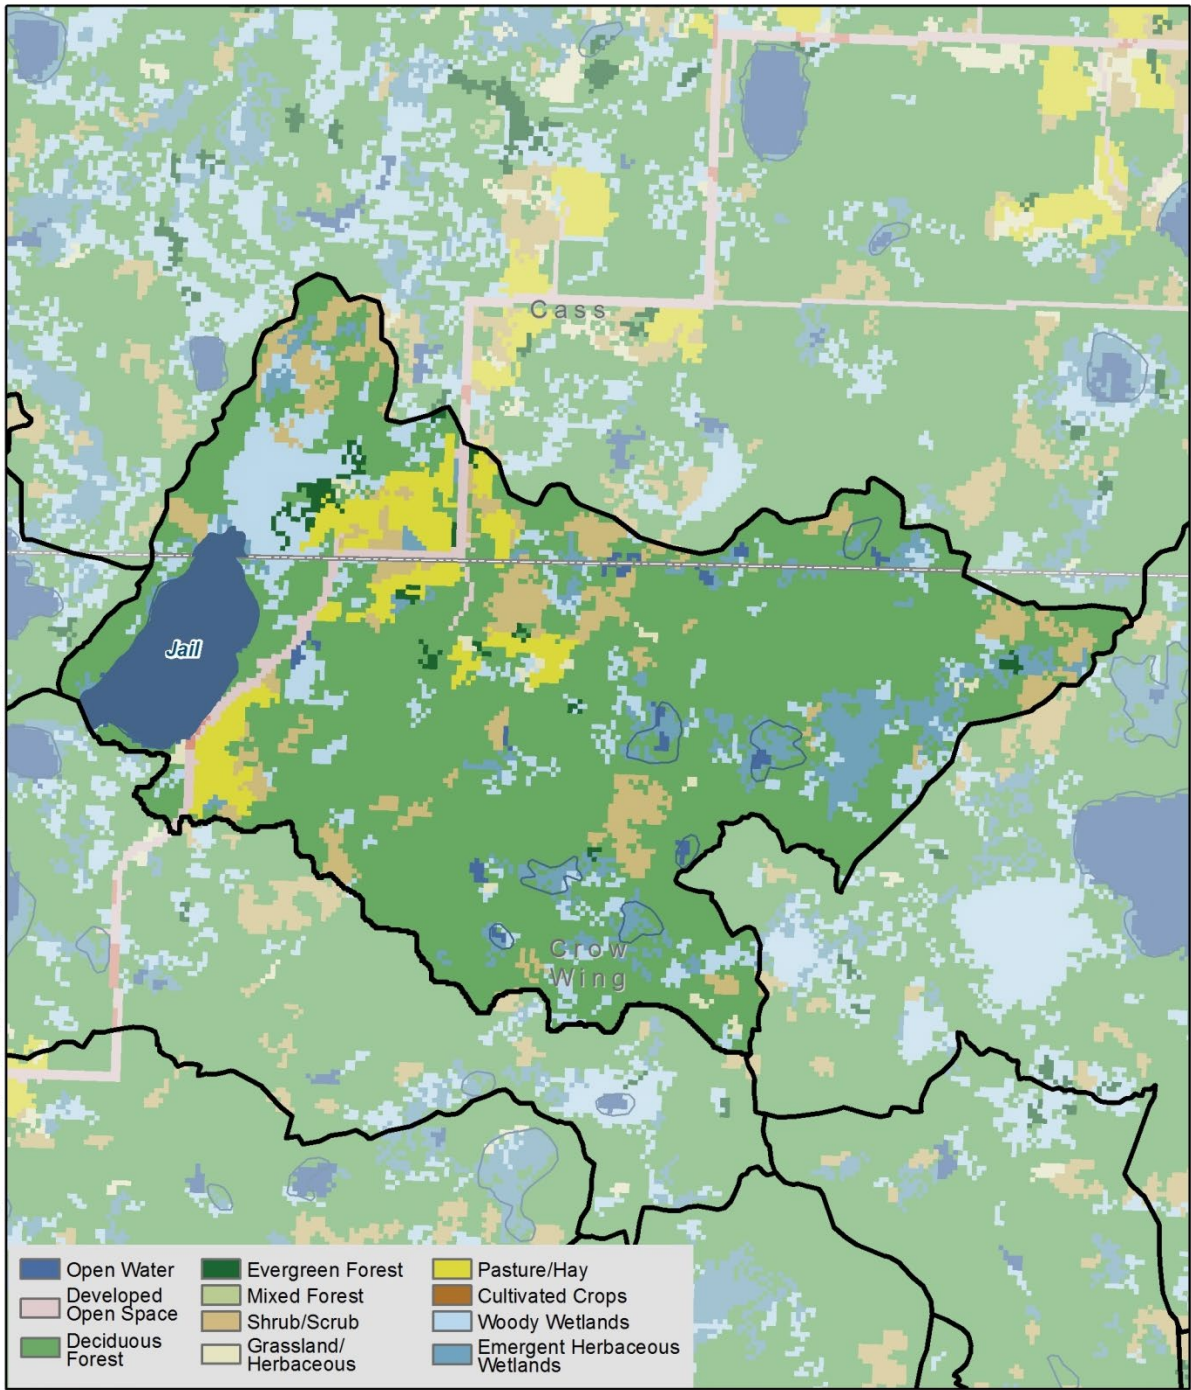 Cass
Jail
Crow
Wing
Open Water
Developed
Open Space
Deciduous
Forest
Evergreen Forest
Mixed Forest
Shrub/Scrub
Grassland/
Herbaceous
Pasture/Hay
Cultivated Crops
Woody Wetlands
Emergent Herbaceous
Wetlands